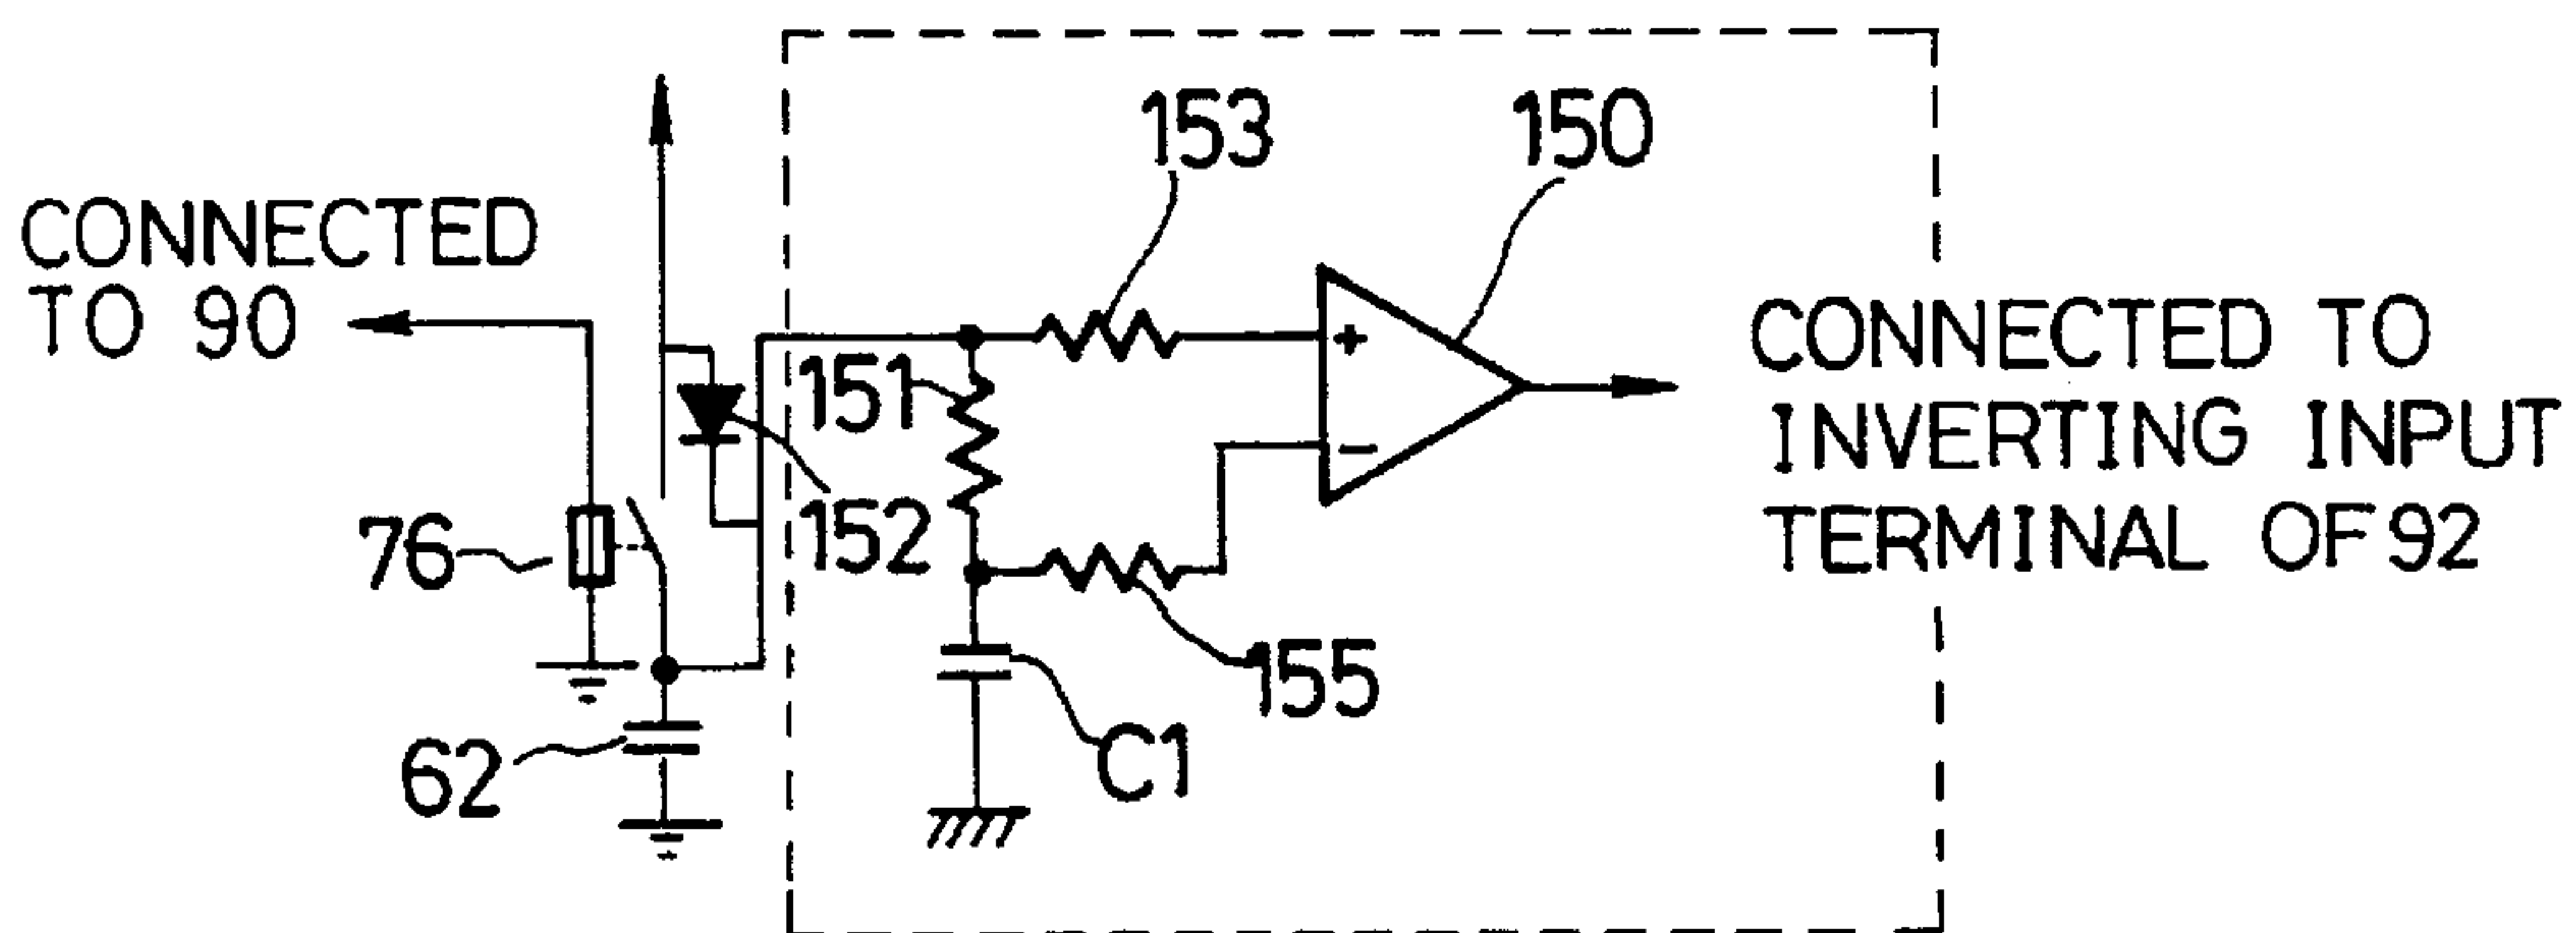 153
150
CONNECTED
TO 90
+
151
CONNECTED TO
INVERTING INPUT
TERMINAL OF 92
-
152
76
155
62
C1